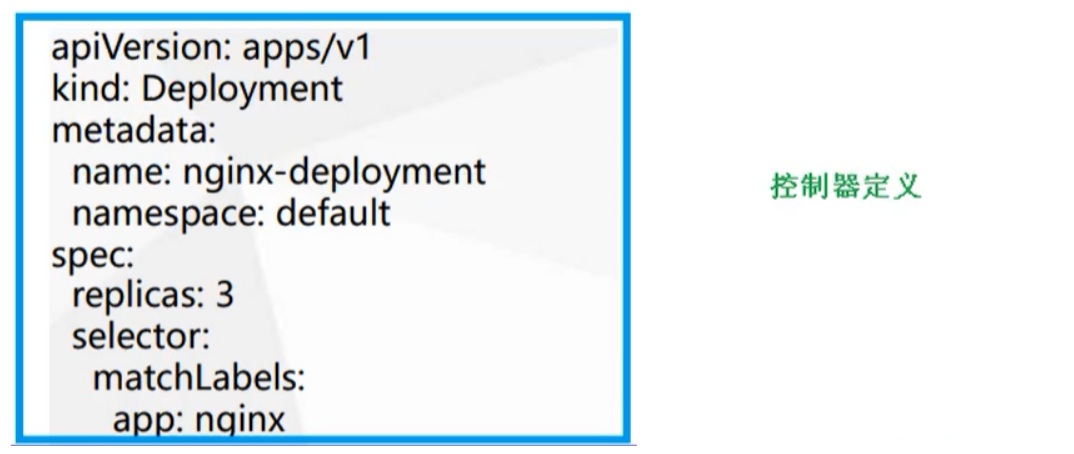 apiVersion: apps/v1
kind: Deployment
metadata:
  name: nginx-deployment
  namespace: default
spec:
  replicas: 3
  selector:
    matchLabels:
      app: nginx
控制器定义